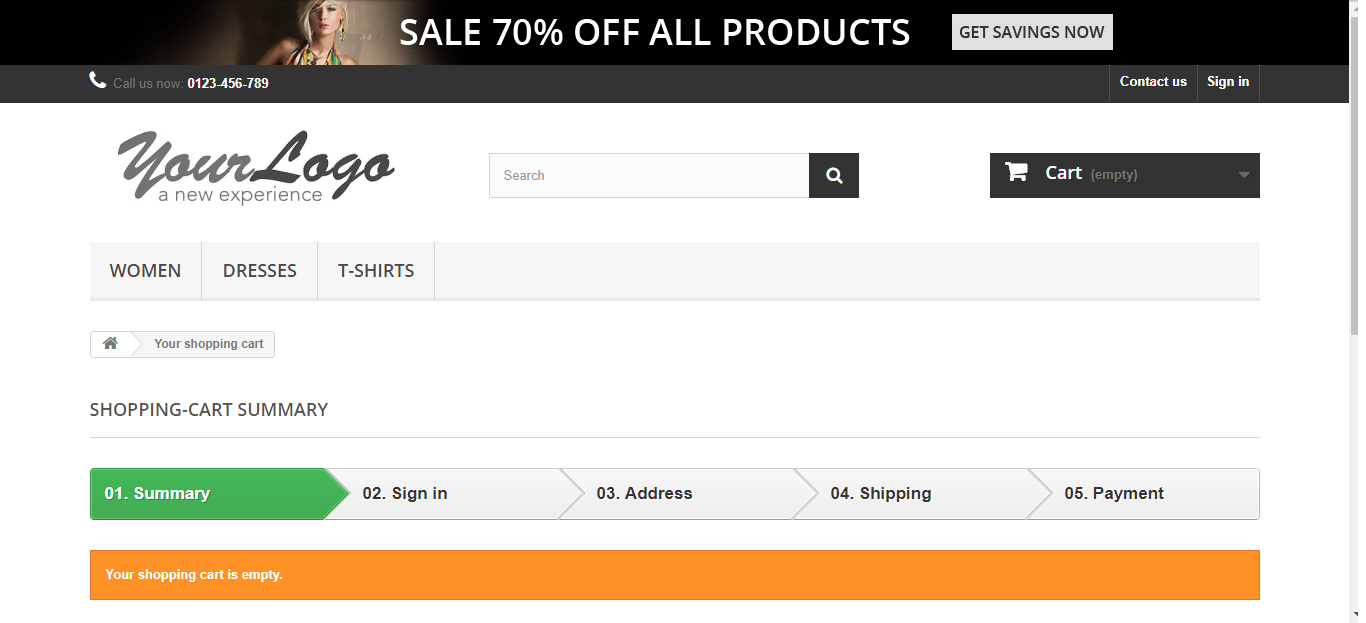 SALE 70% OFF ALL PRODUCTS GET SAVINGS NOW
Call us now: 0123-456-789 Contact us Sign in
YourLogo
a new experience
Search
Cart (empty)
WOMEN DRESSES T-SHIRTS
Your shopping cart
SHOPPING-CART SUMMARY
01. Summary 02. Sign in 03. Address 04. Shipping 05. Payment
Your shopping cart is empty.